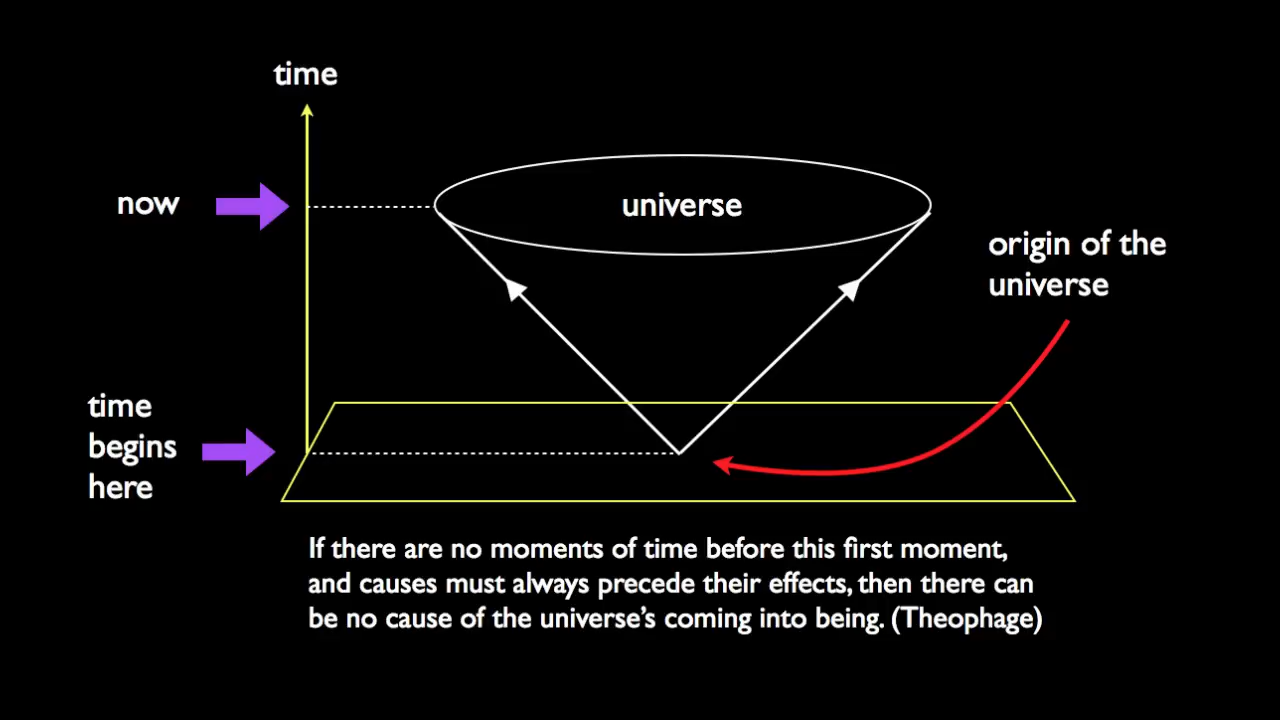 time
now
universe
origin of the
universe
time
begins
here
If there are no moments of time before this first moment,
and causes must always precede their effects, then there can
be no cause of the universe's coming into being. (Theophage)